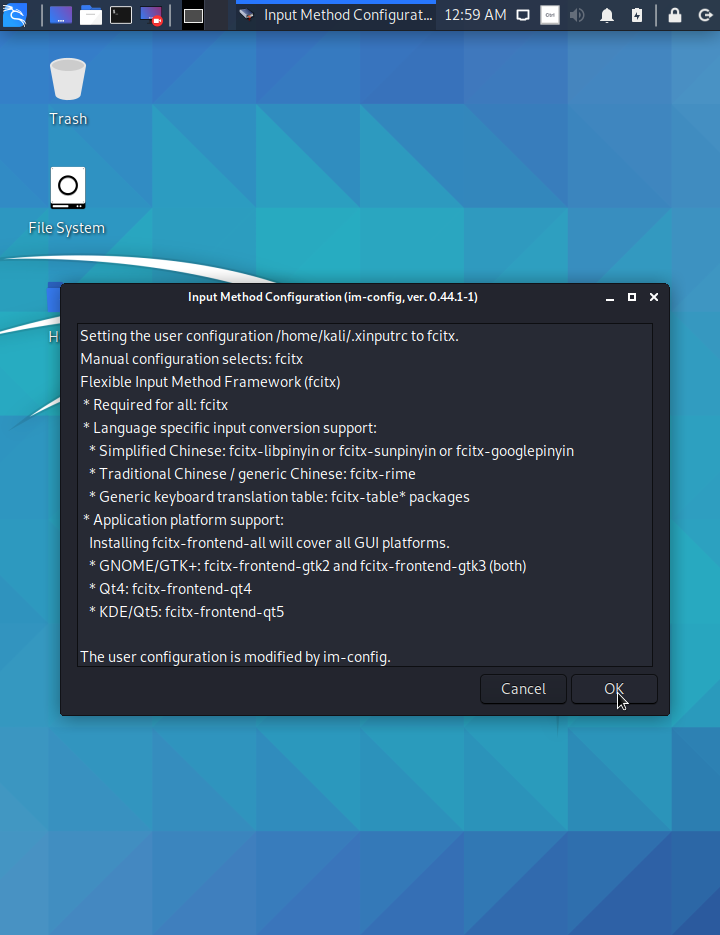 Input Method Configurat...
12:59 AM
Ctrl
Trash
File System
H
Input Method Configuration (im-config, ver. 0.44.1-1)
Setting the user configuration /home/kali/.xinputrc to fcitx.
Manual configuration selects: fcitx
Flexible Input Method Framework (fcitx)
* Required for all: fcitx
* Language specific input conversion support:
* Simplified Chinese: fcitx-libpinyin or fcitx-sunpinyin or fcitx-googlepinyin
* Traditional Chinese / generic Chinese: fcitx-rime
* Generic keyboard translation table: fcitx-table* packages
* Application platform support:
Installing fcitx-frontend-all will cover all GUI platforms.
* GNOME/GTK+: fcitx-frontend-gtk2 and fcitx-frontend-gtk3 (both)
* Qt4: fcitx-frontend-qt4
* KDE/Qt5: fcitx-frontend-qt5
The user configuration is modified by im-config.
Cancel
OK